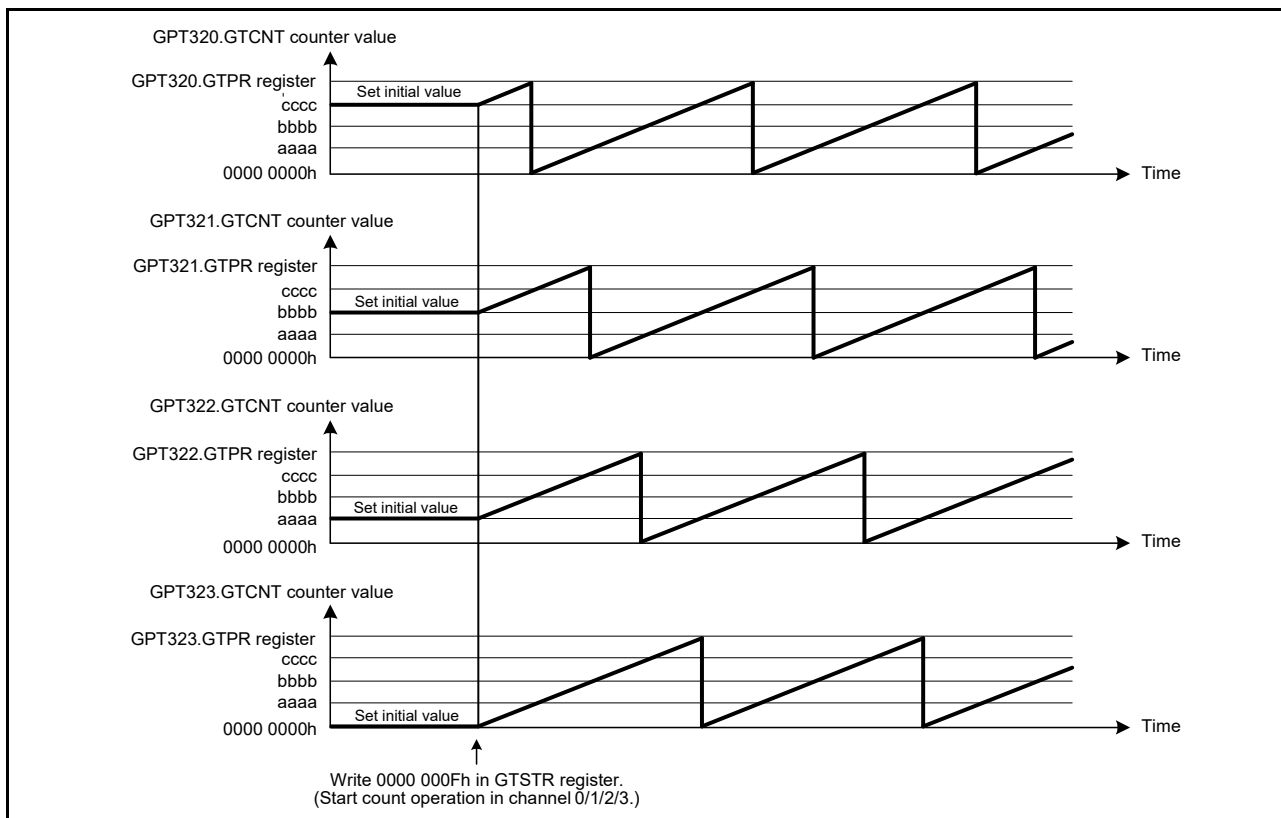 GPT320.GTCNT counter value
GPT320.GTPR register
Set initial value
cccc
bbbb
aaaa
0000 0000h
Time
GPT321.GTCNT counter value
GPT321.GTPR register
cccc
Set initial value
bbbb
aaaa
0000 0000h
Time
GPT322.GTCNT counter value
GPT322.GTPR register
cccc
bbbb
Set initial value
aaaa
0000 0000h
Time
GPT323.GTCNT counter value
GPT323.GTPR register
cccc
bbbb
aaaa
Set initial value
0000 0000h
Time
Write 0000 000Fh in GTSTR register.
(Start count operation in channel 0/1/2/3.)